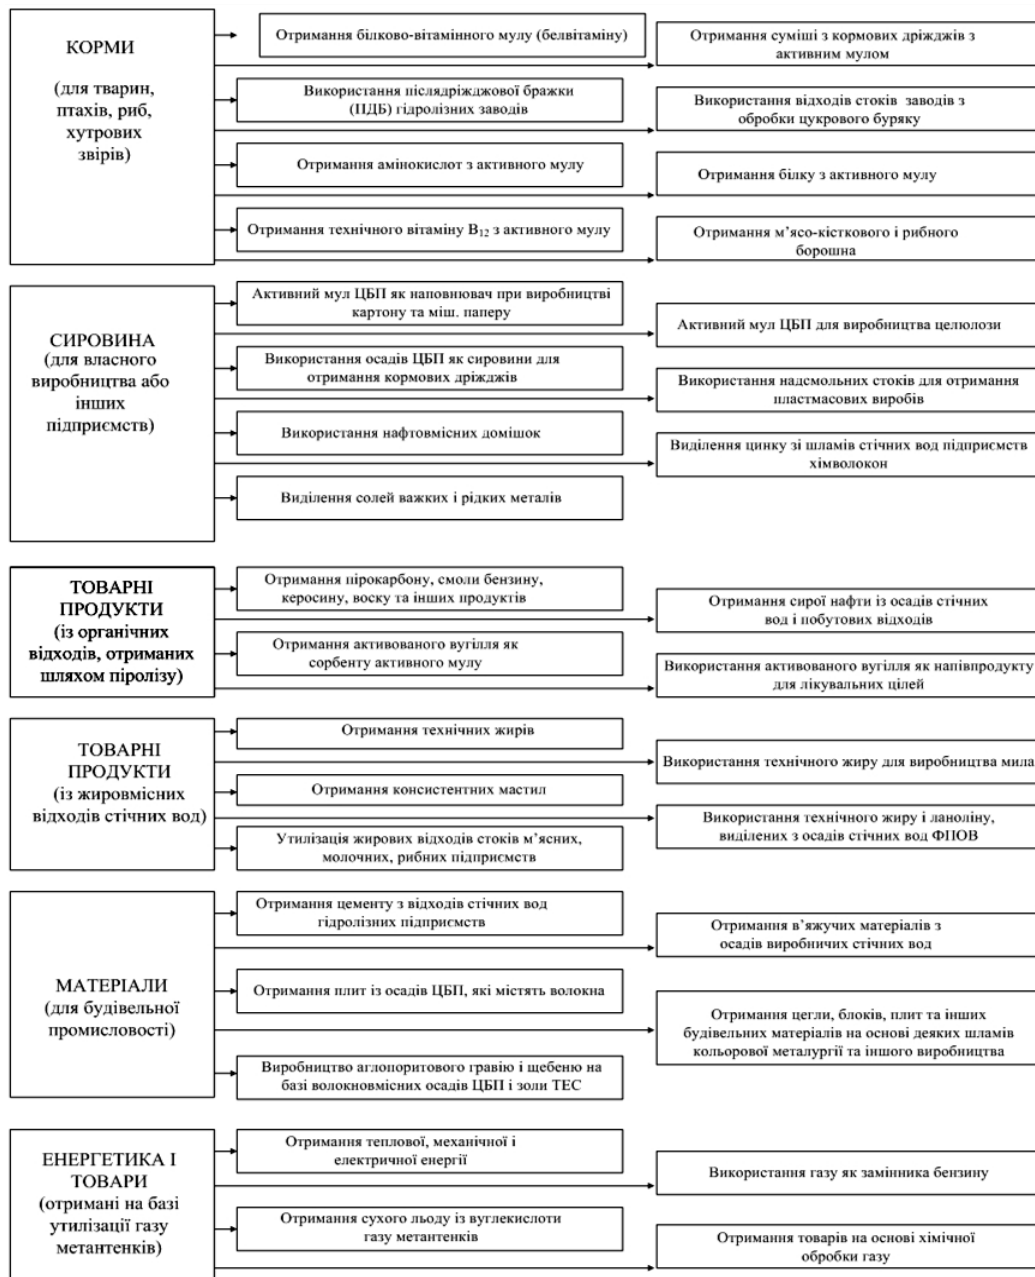 КОРМИ
(для тварин,
птахів, риб,
хутрових
звірів)
Отримання білково-вітамінного мулу (белвітаміну)
Отримання суміші з кормових дріжджів з
активним мулом
Використання післядріжджової бражки
(ПДБ) гідролізних заводів
Використання відходів стоків заводів з
обробки цукрового буряку
Отримання амінокислот з активного мулу
Отримання білку з активного мулу
Отримання технічного вітаміну В₁₂ з активного мулу
Отримання м’ясо-кісткового і рибного
борошна
СИРОВИНА
(для власного
виробництва або
інших
підприємств)
Активний мул ЦБП як наповнювач при виробництві
картону та міш. паперу
Активний мул ЦБП для виробництва целюлози
Використання осадів ЦБП як сировини для
отримання кормових дріжджів
Використання надсмольних стоків для отримання
пластмасових виробів
Використання нафтовмісних домішок
Виділення цинку зі шламів стічних вод підприємств
хімволокон
Виділення солей важких і рідких металів
ТОВАРНІ
ПРОДУКТИ
(із органічних
відходів, отриманих
шляхом піролізу)
Отримання пірокарбону, смоли бензину,
керосину, воску та інших продуктів
Отримання сирої нафти із осадів стічних
вод і побутових відходів
Отримання активованого вугілля як
сорбенту активного мулу
Використання активованого вугілля як напівпродукту
для лікувальних цілей
ТОВАРНІ
ПРОДУКТИ
(із жировмісних
відходів стічних вод)
Отримання технічних жирів
Використання технічного жиру для виробництва мила
Отримання консистентних мастил
Використання технічного жиру і ланоліну,
виділених з осадів стічних вод ФПОВ
Утилізація жирових відходів стоків м’ясних,
молочних, рибних підприємств
МАТЕРІАЛИ
(для будівельної
промисловості)
Отримання цементу з відходів стічних вод
гідролізних підприємств
Отримання в’яжучих матеріалів з
осадів виробничих стічних вод
Отримання плит із осадів ЦБП, які містять волокна
Отримання цегли, блоків, плит та інших
будівельних матеріалів на основі деяких шламів
кольорової металургії та іншого виробництва
Виробництво аглопоритового гравію і щебеню на
базі волокновмісних осадів ЦБП і золи ТЕС
ЕНЕРГЕТИКА І
ТОВАРИ
(отримані на базі
утилізації газу
метантенків)
Отримання теплової, механічної і
електричної енергії
Використання газу як замінника бензину
Отримання сухого льоду із вуглекислоти
газу метантенків
Отримання товарів на основі хімічної
обробки газу